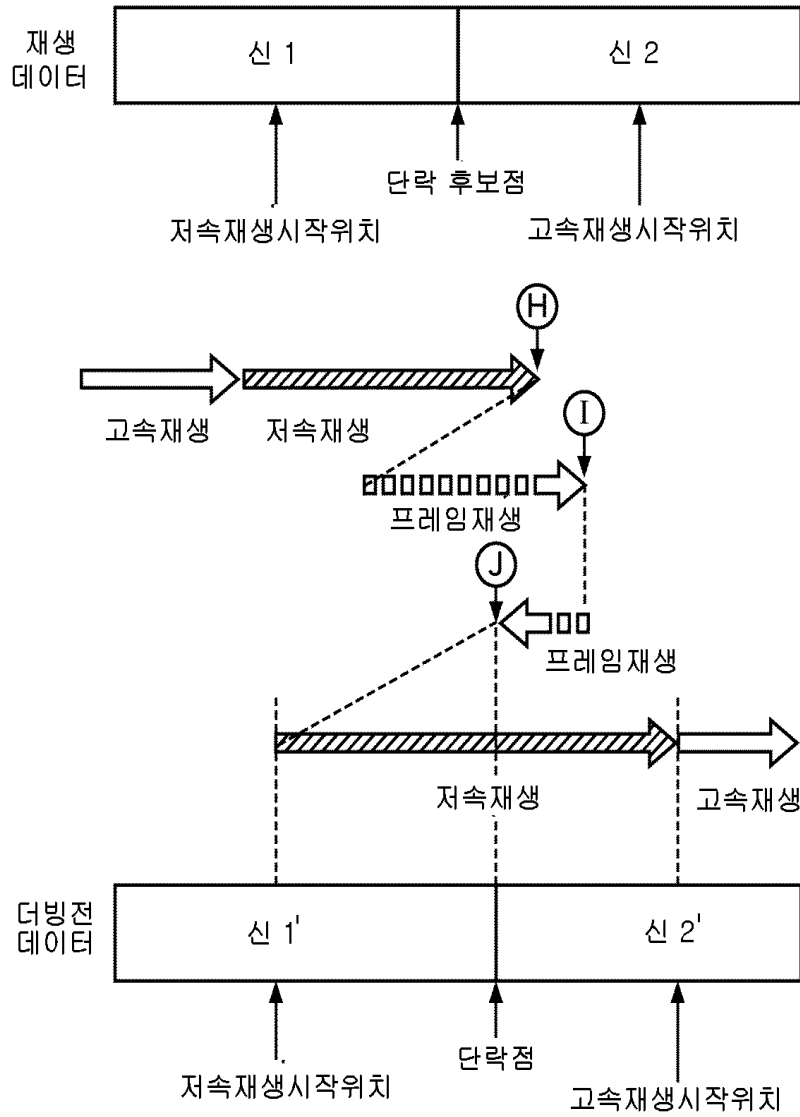 재생
데이터
신 1
신 2
단락 후보점
저속재생시작위치
고속재생시작위치
H
고속재생
저속재생
I
프레임재생
J
프레임재생
저속재생
고속재생
더빙전
데이터
신 1'
신 2'
단락점
저속재생시작위치
고속재생시작위치